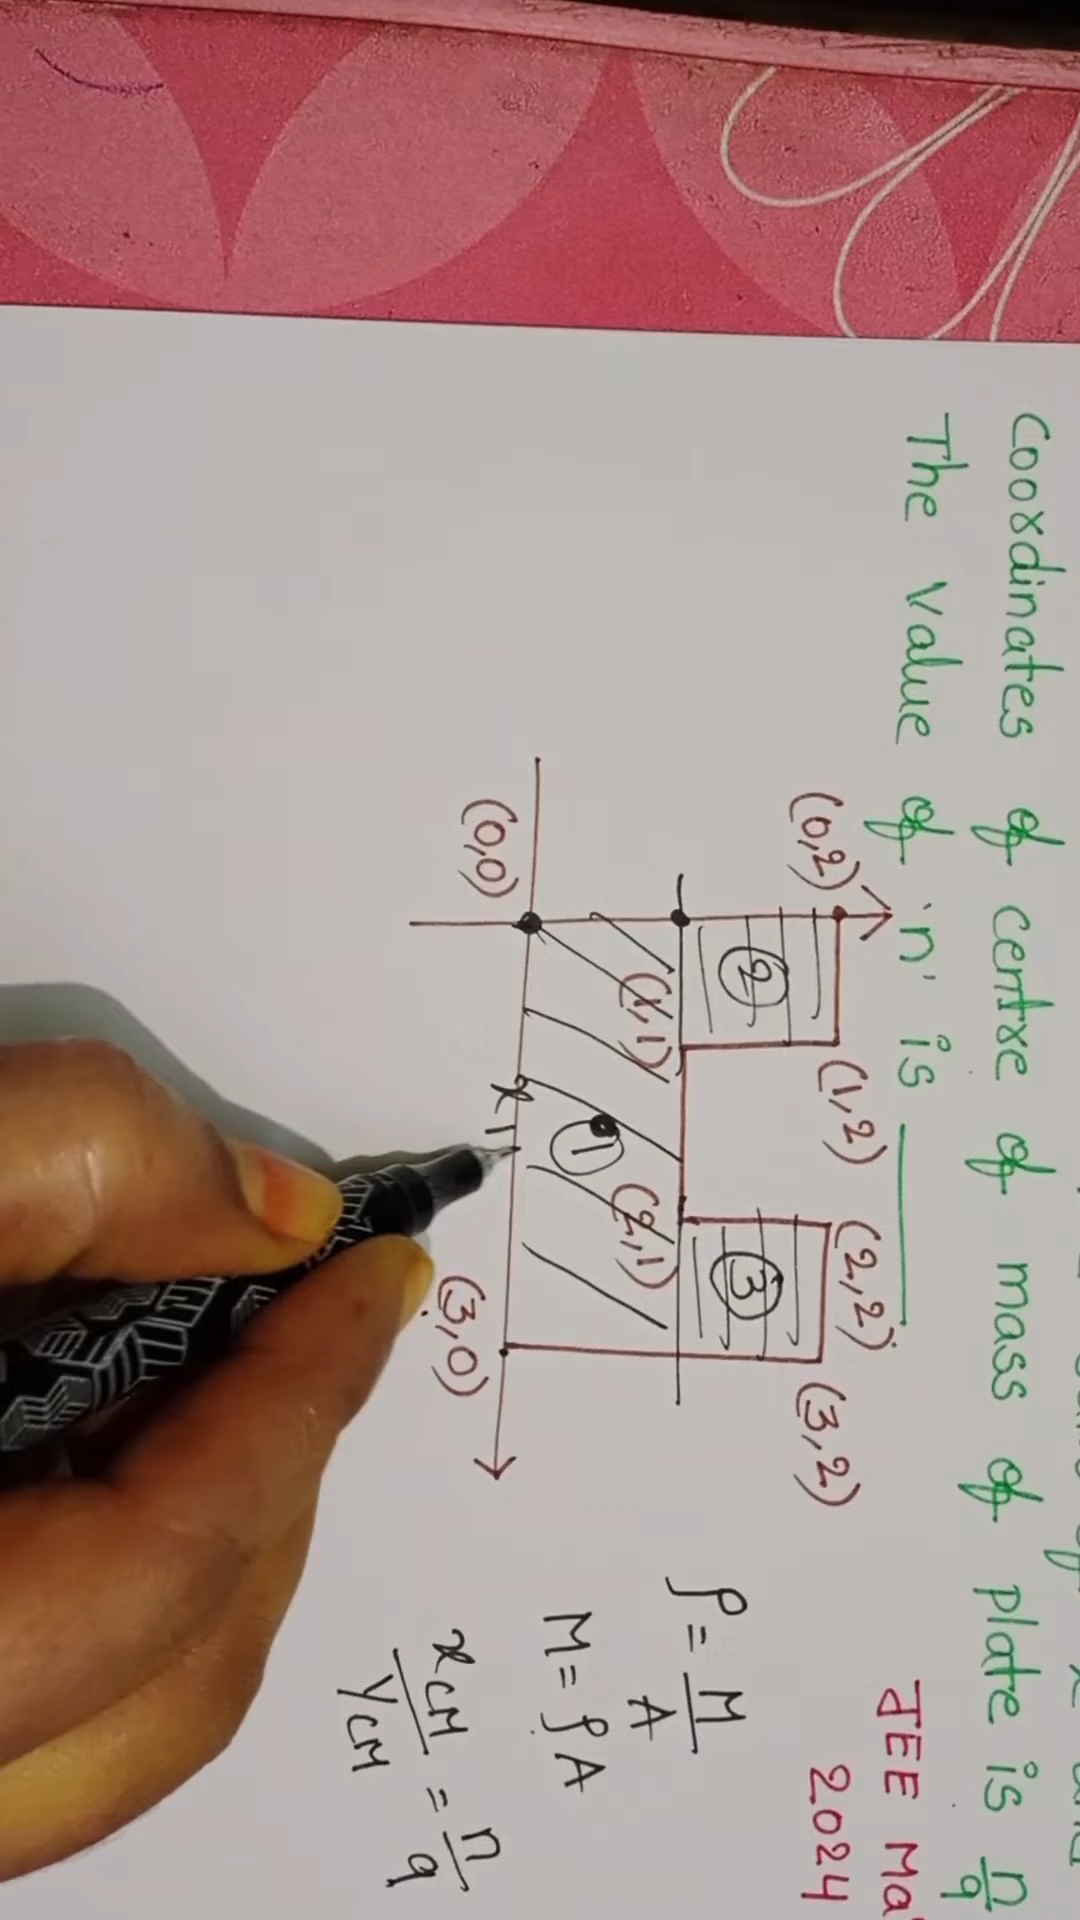 Coordinates of centre of mass of plate is n/9
The value of 'n' is ____
JEE
2024
(0,2)
(1,2)
(2,2)
(3,2)
②
③
(1,1)
(2,1)
①
(0,0)
x1
(3,0)
ρ = M/A
M = ρA
xCM/yCM = n/9